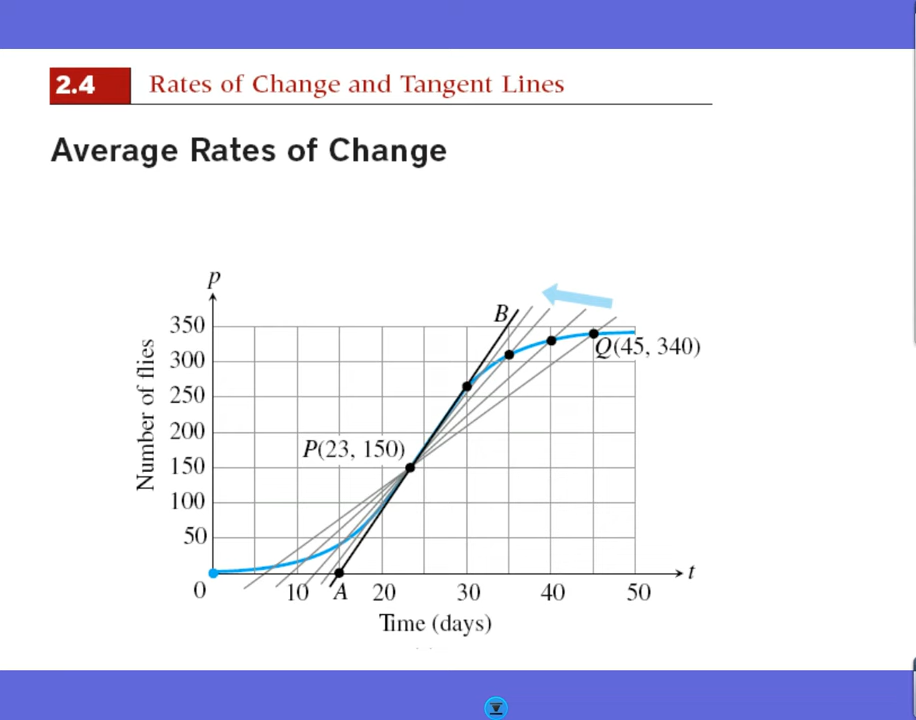 2.4 Rates of Change and Tangent Lines
Average Rates of Change
p
B
350
Q(45, 340)
300
250
200
P(23, 150)
150
100
50
Number of flies
0 10 A 20 30 40 50 t
Time (days)